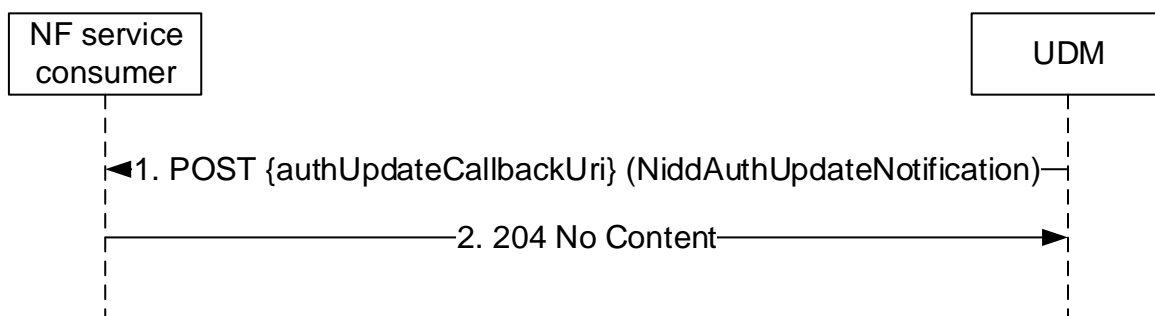 NF service
consumer
UDM
1. POST {authUpdateCallbackUri} (NiddAuthUpdateNotification)
2. 204 No Content